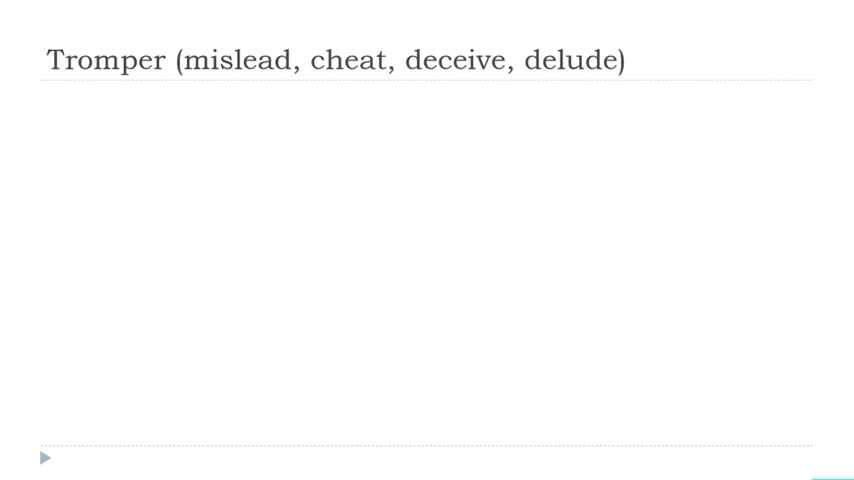 Tromper (mislead, cheat, deceive, delude)